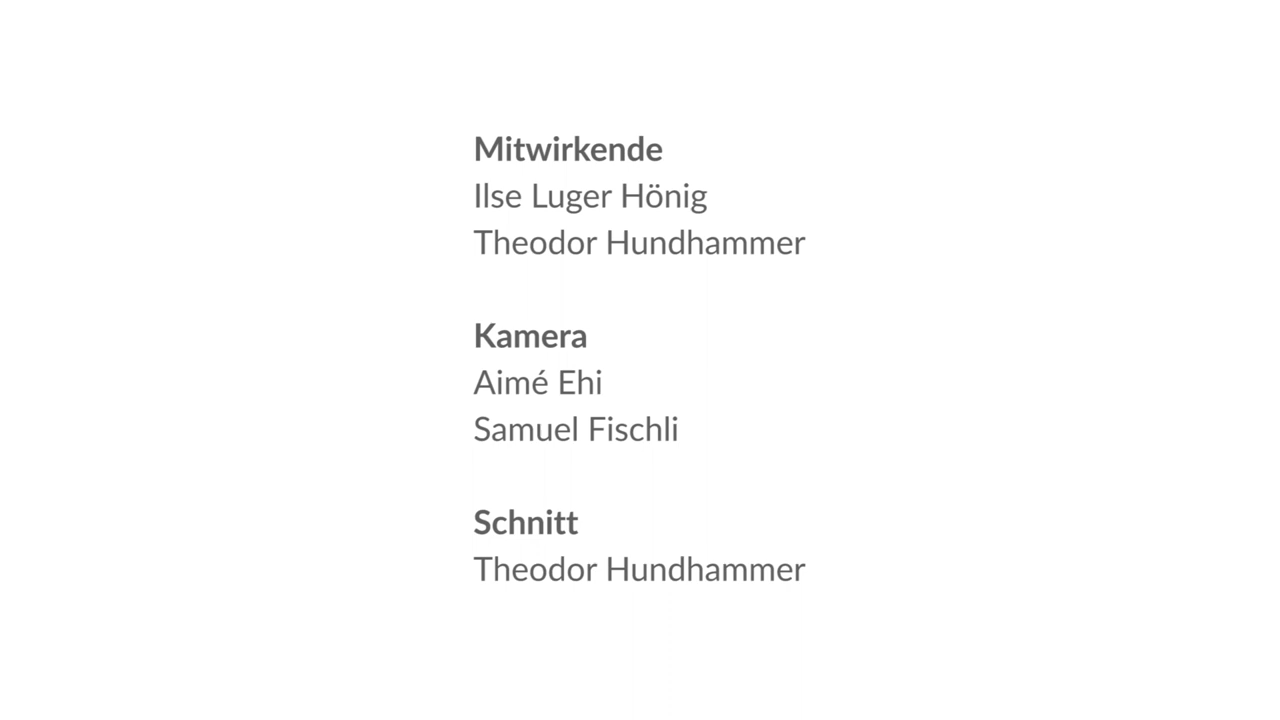 Mitwirkende
Ilse Luger Hönig
Theodor Hundhammer
Kamera
Aimé Ehi
Samuel Fischli
Schnitt
Theodor Hundhammer